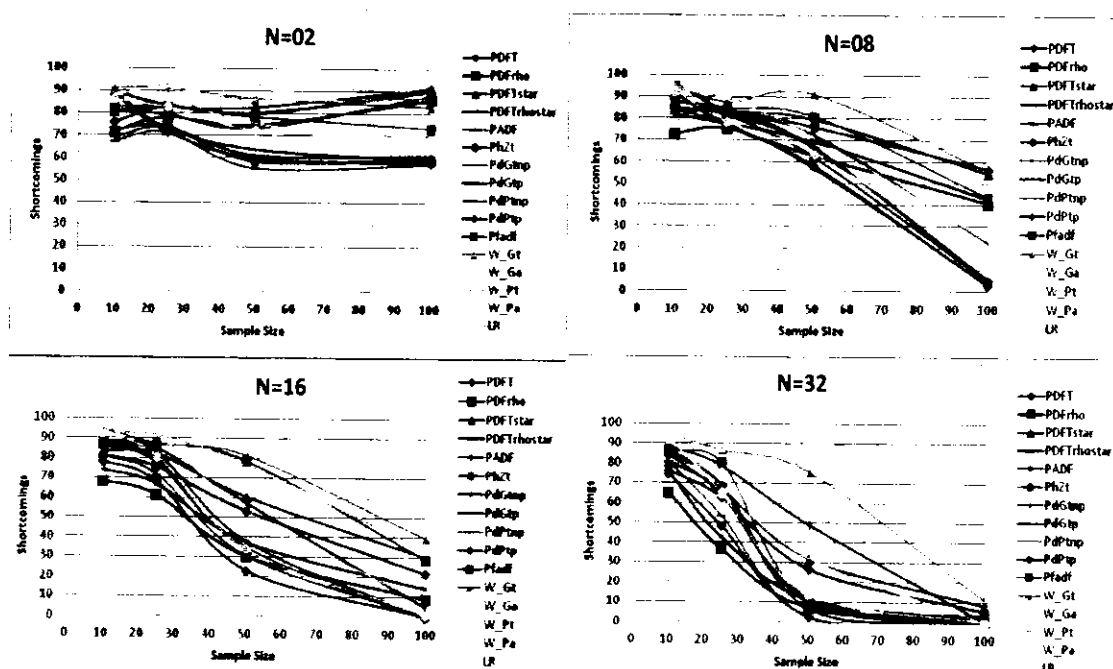 N=02
Shortcomings
100
90
80
70
60
50
40
30
20
10
0
0 10 20 30 40 50 60 70 80 90 100
Sample Size
PDFT
PDFrho
PDFTstar
PDFTrhostar
PADF
PhZt
PdGtnp
PdGtp
PdPtnp
PdPtp
Pfadf
W_Gt
W_Ga
W_Pt
W_Pa
LR
N=08
Shortcomings
100
90
80
70
60
50
40
30
20
10
0
0 10 20 30 40 50 60 70 80 90 100
Sample Size
PDFT
PDFrho
PDFTstar
PDFTrhostar
PADF
PhZt
PdGtnp
PdGtp
PdPtnp
PdPtp
Pfadf
W_Gt
W_Ga
W_Pt
W_Pa
LR
N=16
Shortcomings
100
90
80
70
60
50
40
30
20
10
0
0 10 20 30 40 50 60 70 80 90 100
Sample Size
PDFT
PDFrho
PDFTstar
PDFTrhostar
PADF
PhZt
PdGtnp
PdGtp
PdPtnp
PdPtp
Pfadf
W_Gt
W_Ga
W_Pt
W_Pa
LR
N=32
Shortcomings
100
90
80
70
60
50
40
30
20
10
0
0 10 20 30 40 50 60 70 80 90 100
Sample Size
PDFT
PDFrho
PDFTstar
PDFTrhostar
PADF
PhZt
PdGtnp
PdGtp
PdPtnp
PdPtp
Pfadf
W_Gt
W_Ga
W_Pt
W_Pa
LR